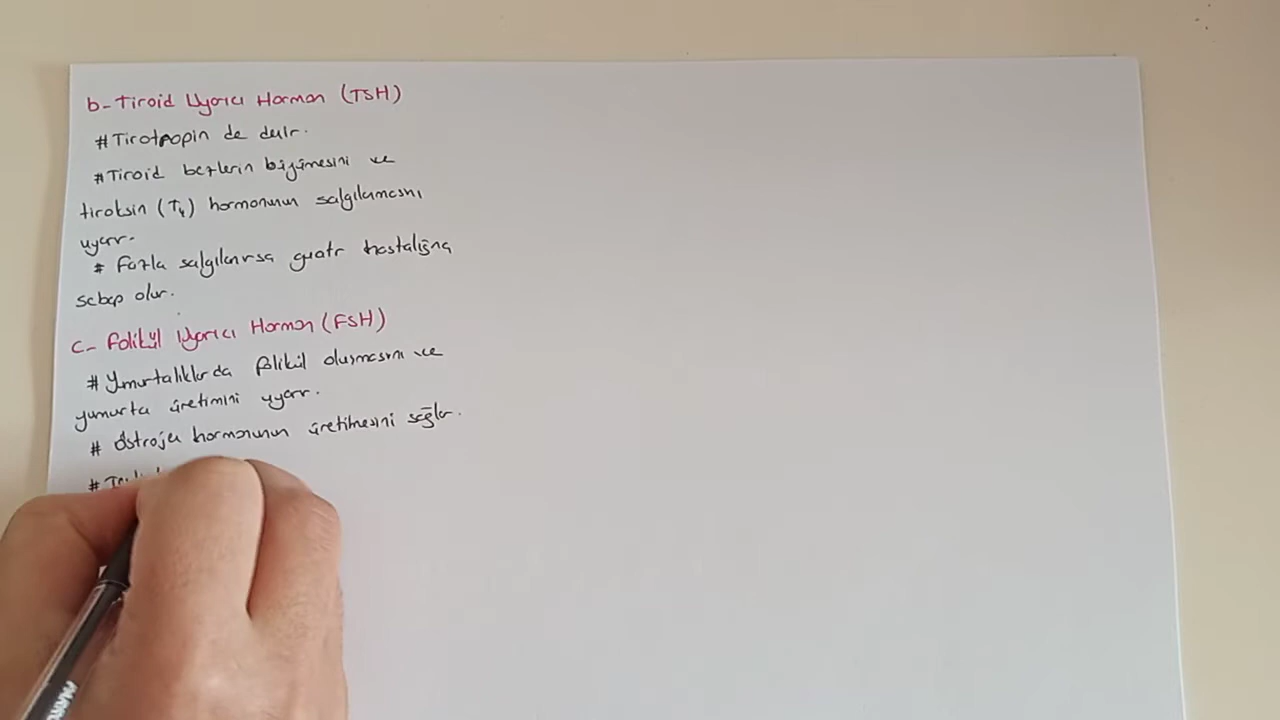 b- Tiroid Uyarıcı Hormon (TSH)
# Tirotropin de denir.
# Tiroid bezlerin büyümesini ve
tiroksin (T4) hormonunun salgılanmasını
uyarır.
# Fazla salgılanırsa guatr hastalığına
sebep olur.
c- Folikül Uyarıcı Hormon (FSH)
# Yumurtalıklarda folikül oluşmasını ve
yumurta üretimini uyarır.
# Östrojen hormonunun üretilmesini sağlar.
#